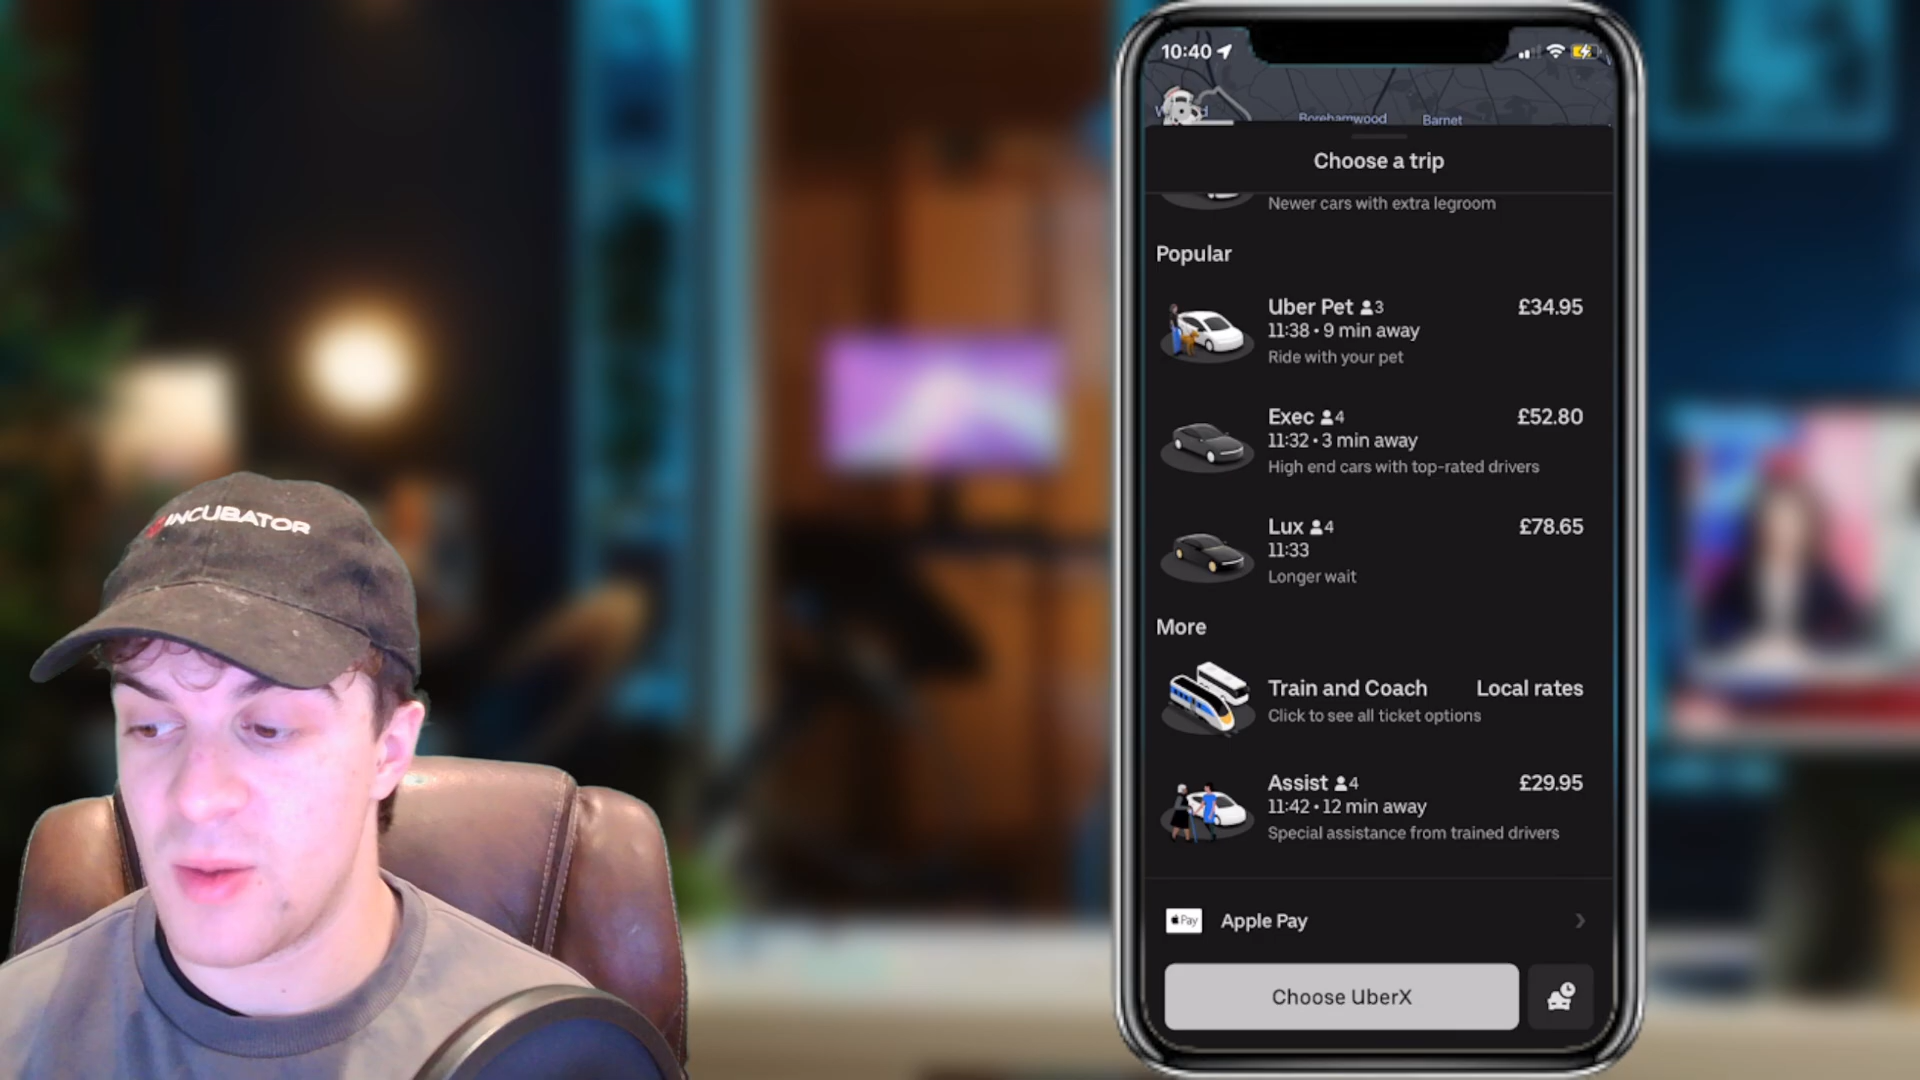 INCUBATOR
10:40
Borehamwood
Barnet
Choose a trip
Newer cars with extra legroom
Popular
Uber Pet 3
£34.95
11:38 • 9 min away
Ride with your pet
Exec 4
£52.80
11:32 • 3 min away
High end cars with top-rated drivers
Lux 4
£78.65
11:33
Longer wait
More
Train and Coach
Local rates
Click to see all ticket options
Assist 4
£29.95
11:42 • 12 min away
Special assistance from trained drivers
Pay
Apple Pay
Choose UberX